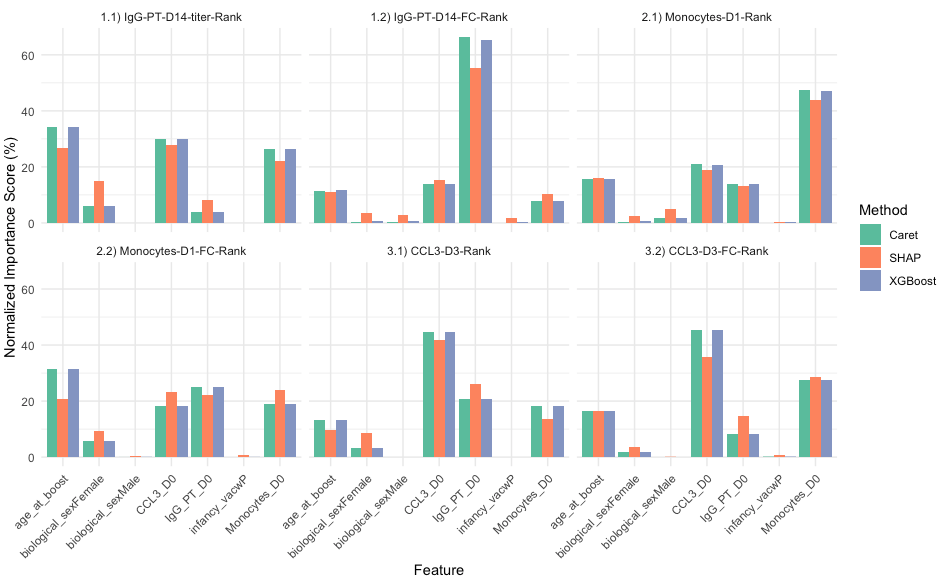 1.1) IgG-PT-D14-titer-Rank
1.2) IgG-PT-D14-FC-Rank
2.1) Monocytes-D1-Rank
60
40
20
0
Normalized Importance Score (%)
2.2) Monocytes-D1-FC-Rank
3.1) CCL3-D3-Rank
3.2) CCL3-D3-FC-Rank
60
40
20
0
age_at_boost
biological_sexFemale
biological_sexMale
CCL3_D0
IgG_PT_D0
infancy_vacwP
Monocytes_D0
age_at_boost
biological_sexFemale
biological_sexMale
CCL3_D0
IgG_PT_D0
infancy_vacwP
Monocytes_D0
age_at_boost
biological_sexFemale
biological_sexMale
CCL3_D0
IgG_PT_D0
infancy_vacwP
Monocytes_D0
Feature
Method
Caret
SHAP
XGBoost